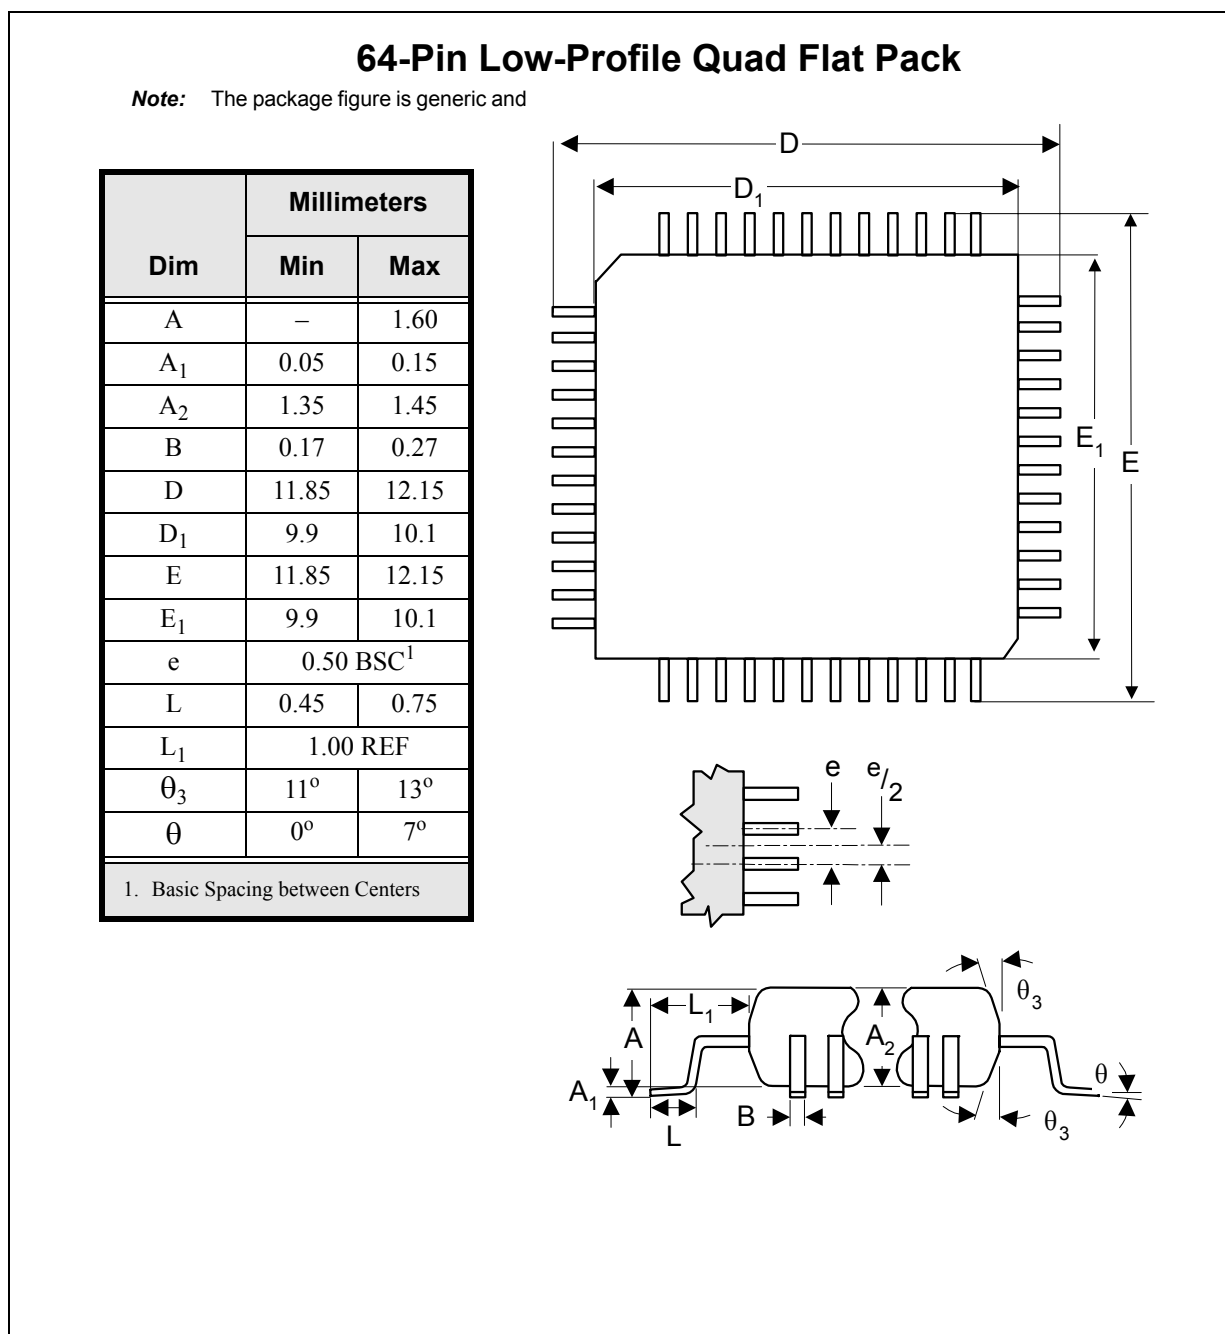 64-Pin Low-Profile Quad Flat Pack
Note: The package figure is generic and
Dim Millimeters
Min Max
A – 1.60
A1 0.05 0.15
A2 1.35 1.45
B 0.17 0.27
D 11.85 12.15
D1 9.9 10.1
E 11.85 12.15
E1 9.9 10.1
e 0.50 BSC1
L 0.45 0.75
L1 1.00 REF
θ3 11o 13o
θ 0o 7o
1. Basic Spacing between Centers
D
D1
E1
E
e
e/2
L1
A
A2
θ3
A1
L
B
θ
θ3